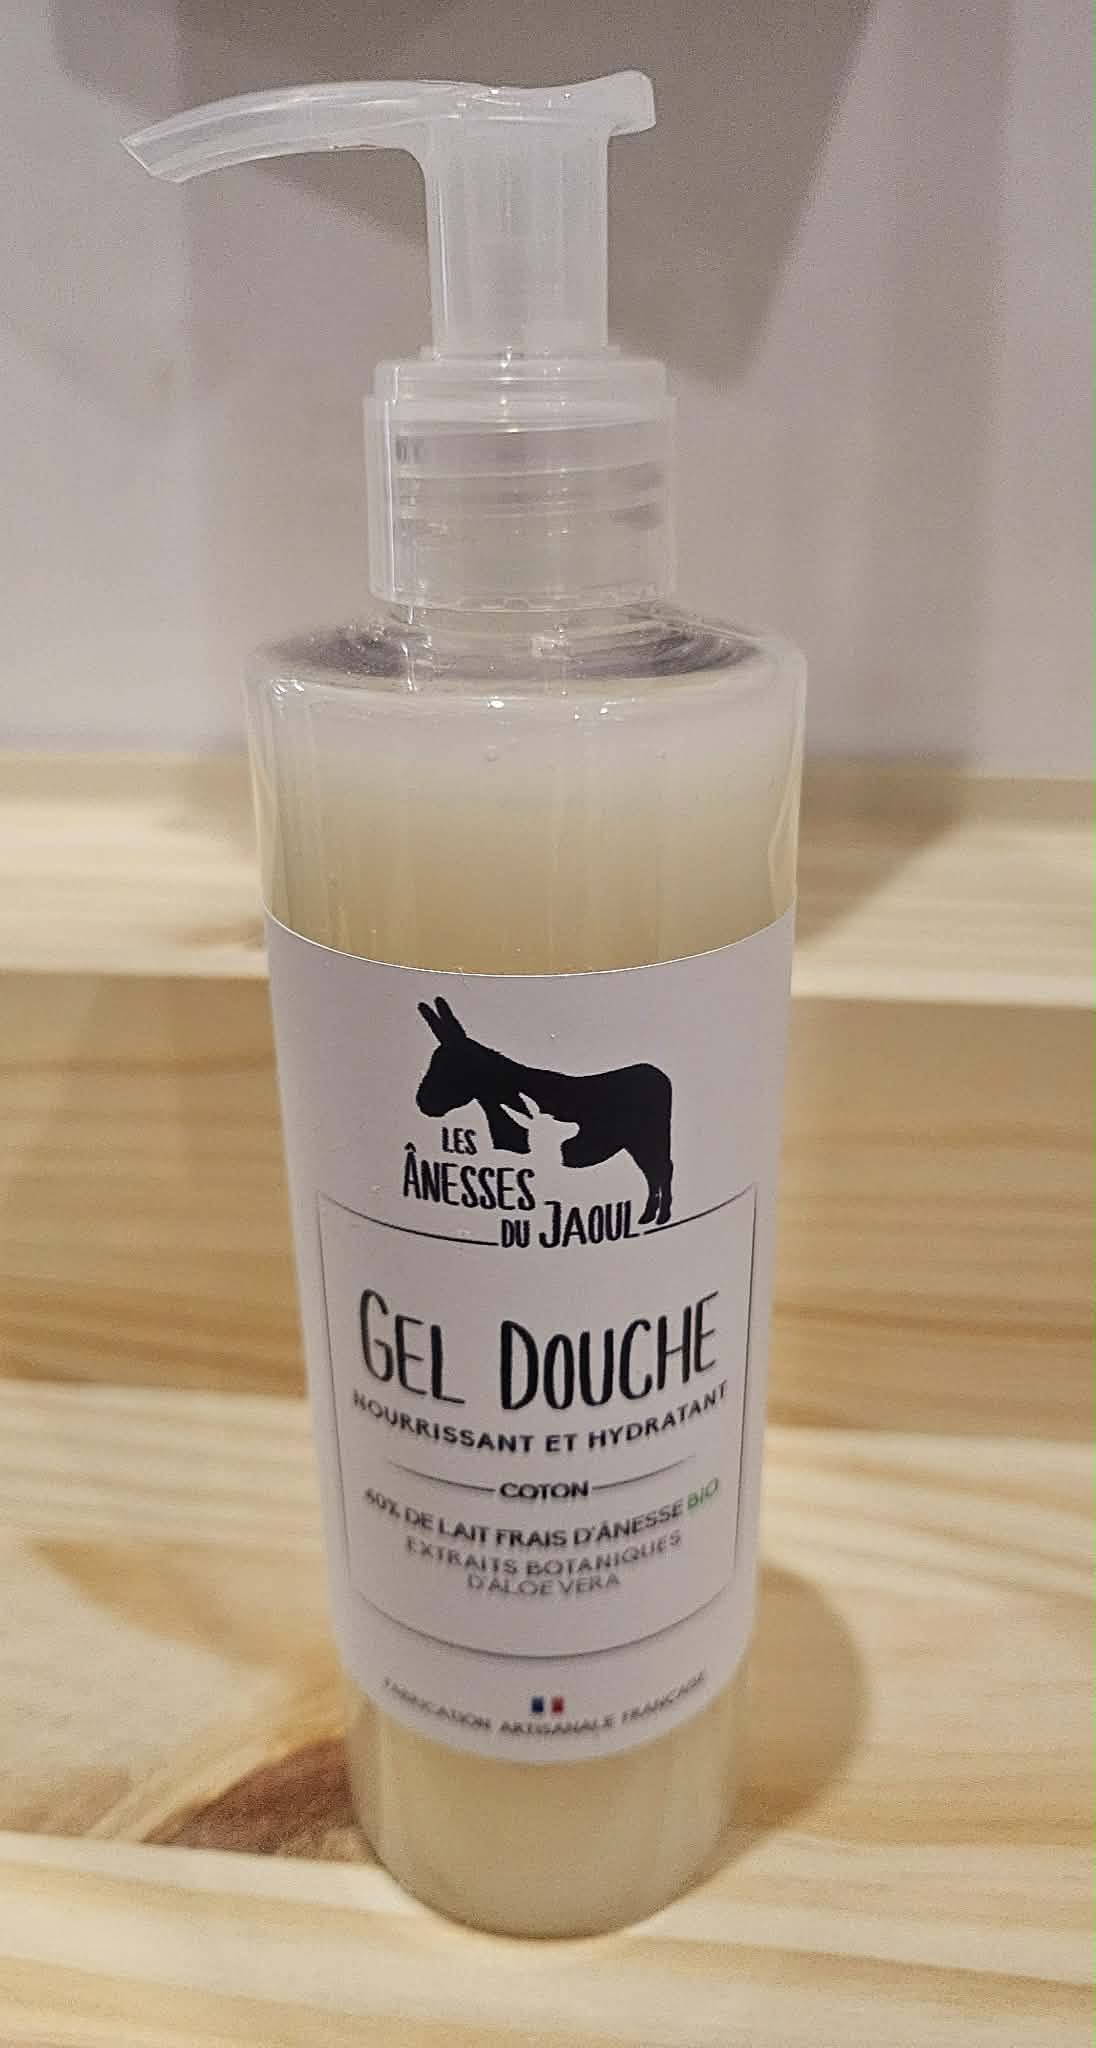 LES
ÂNESSES
DU JAOUL
GEL DOUCHE
NOURRISSANT ET HYDRATANT
COTON
60% DE LAIT FRAIS D'ÂNESSE BIO
EXTRAITS BOTANIQUES
D'ALOE VERA
FABRICATION ARTISANALE FRANÇAISE